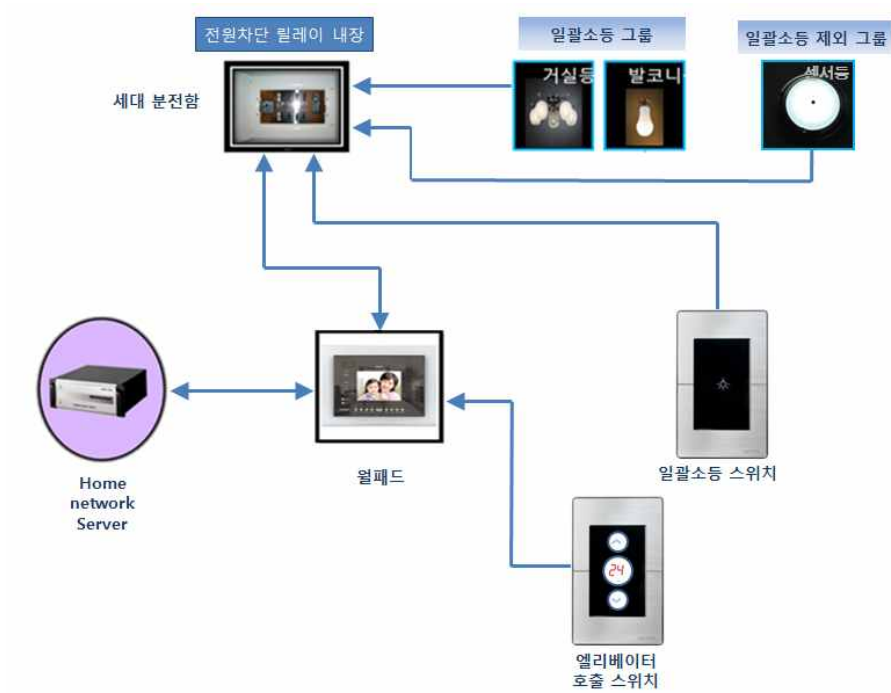 전원차단 릴레이 내장
일괄소등 그룹
일괄소등 제외 그룹
세대 분전함
거실등
발코니
센서등
월패드
일괄소등 스위치
Home
network
Server
24
엘리베이터
호출 스위치